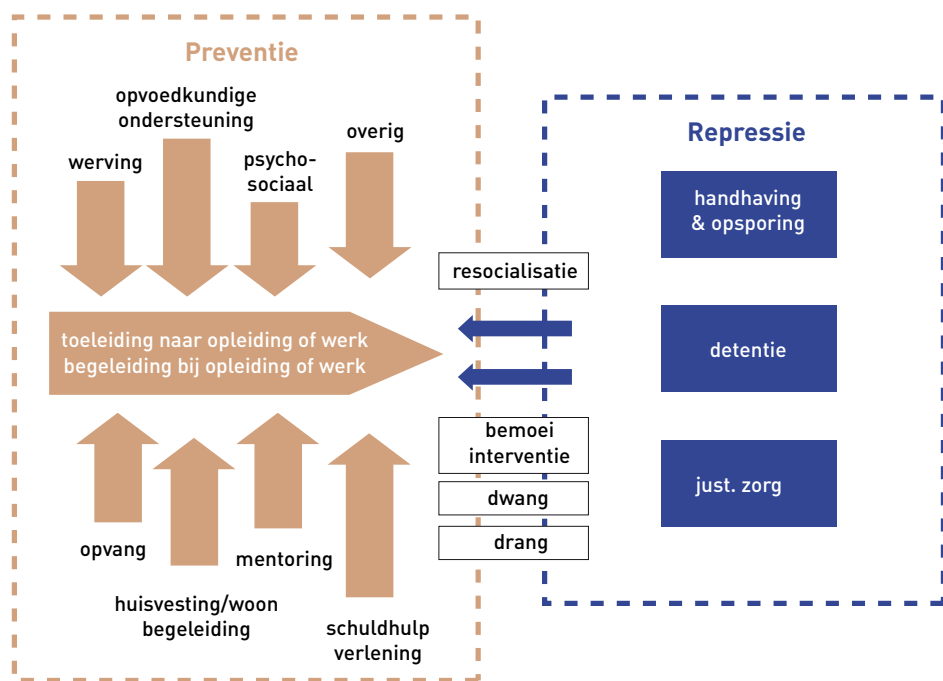 Preventie
opvoedkundige
ondersteuning
werving
psycho-
sociaal
overig
toeleiding naar opleiding of werk
begeleiding bij opleiding of werk
opvang
huisvesting/woon
begeleiding
mentoring
schuldhulp
verlening
resocialisatie
bemoei
interventie
dwang
drang
Repressie
handhaving
& opsporing
detentie
just. zorg